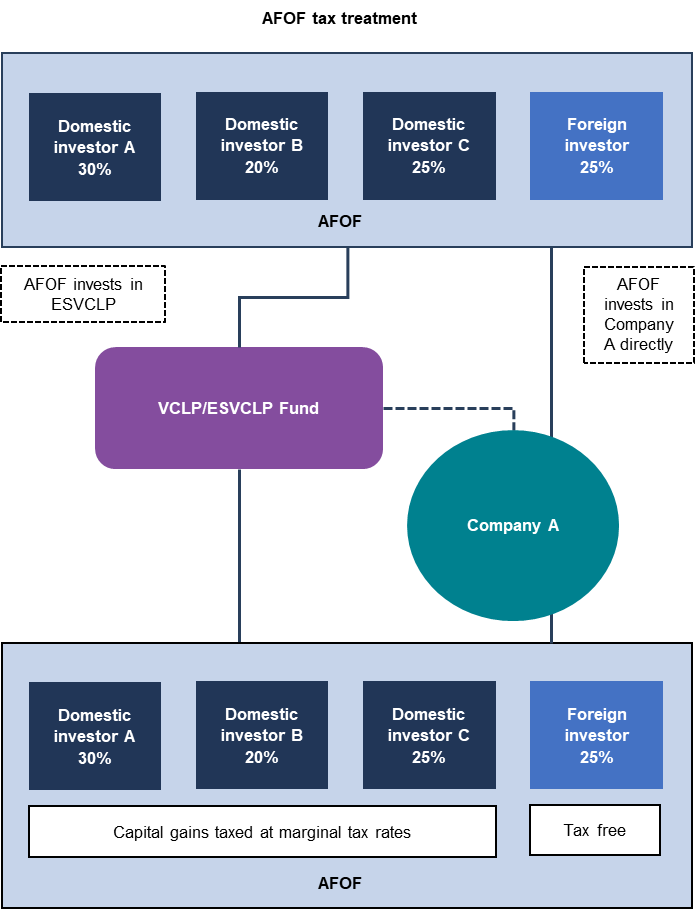 AFOF tax treatment
Domestic
investor A
30%
Domestic
investor B
20%
Domestic
investor C
25%
Foreign
investor
25%
AFOF
AFOF invests in
ESVCLP
AFOF
invests in
Company
A directly
VCLP/ESVCLP Fund
Company A
Domestic
investor A
30%
Domestic
investor B
20%
Domestic
investor C
25%
Foreign
investor
25%
Capital gains taxed at marginal tax rates
Tax free
AFOF